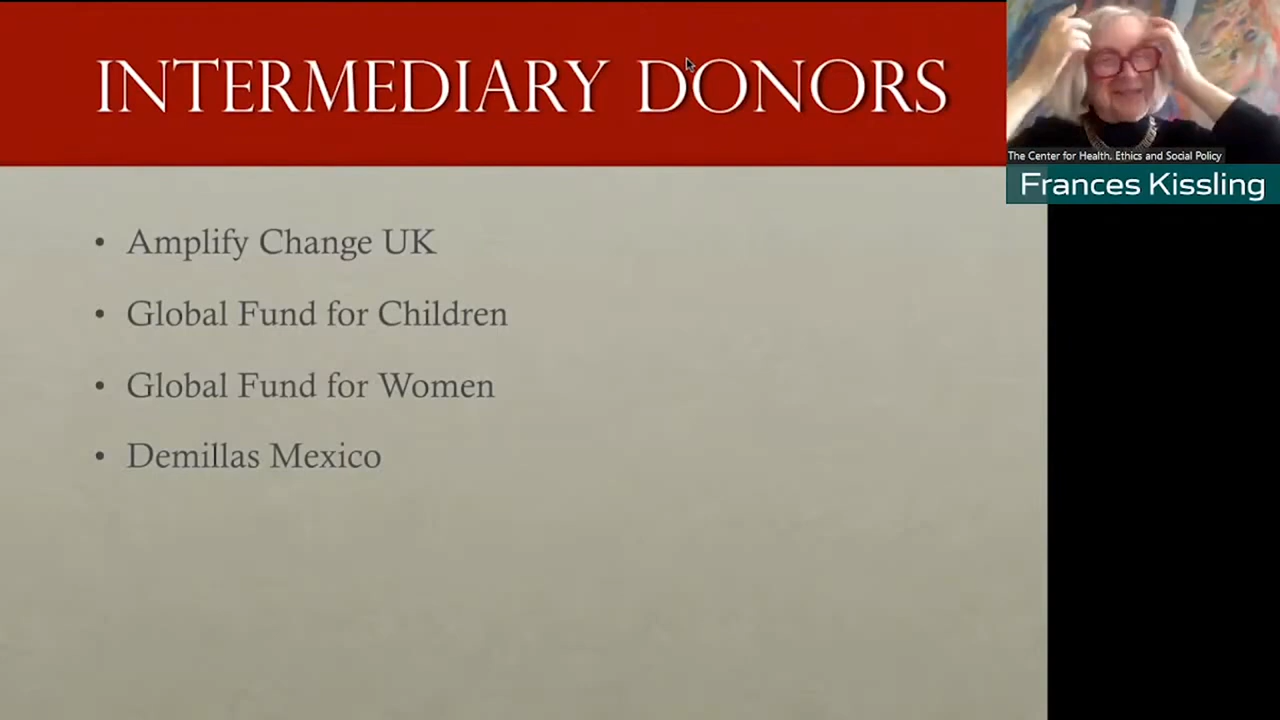 INTERMEDIARY DONORS
• Amplify Change UK
• Global Fund for Children
• Global Fund for Women
• Demillas Mexico
The Center for Health, Ethics and Social Policy
Frances Kissling